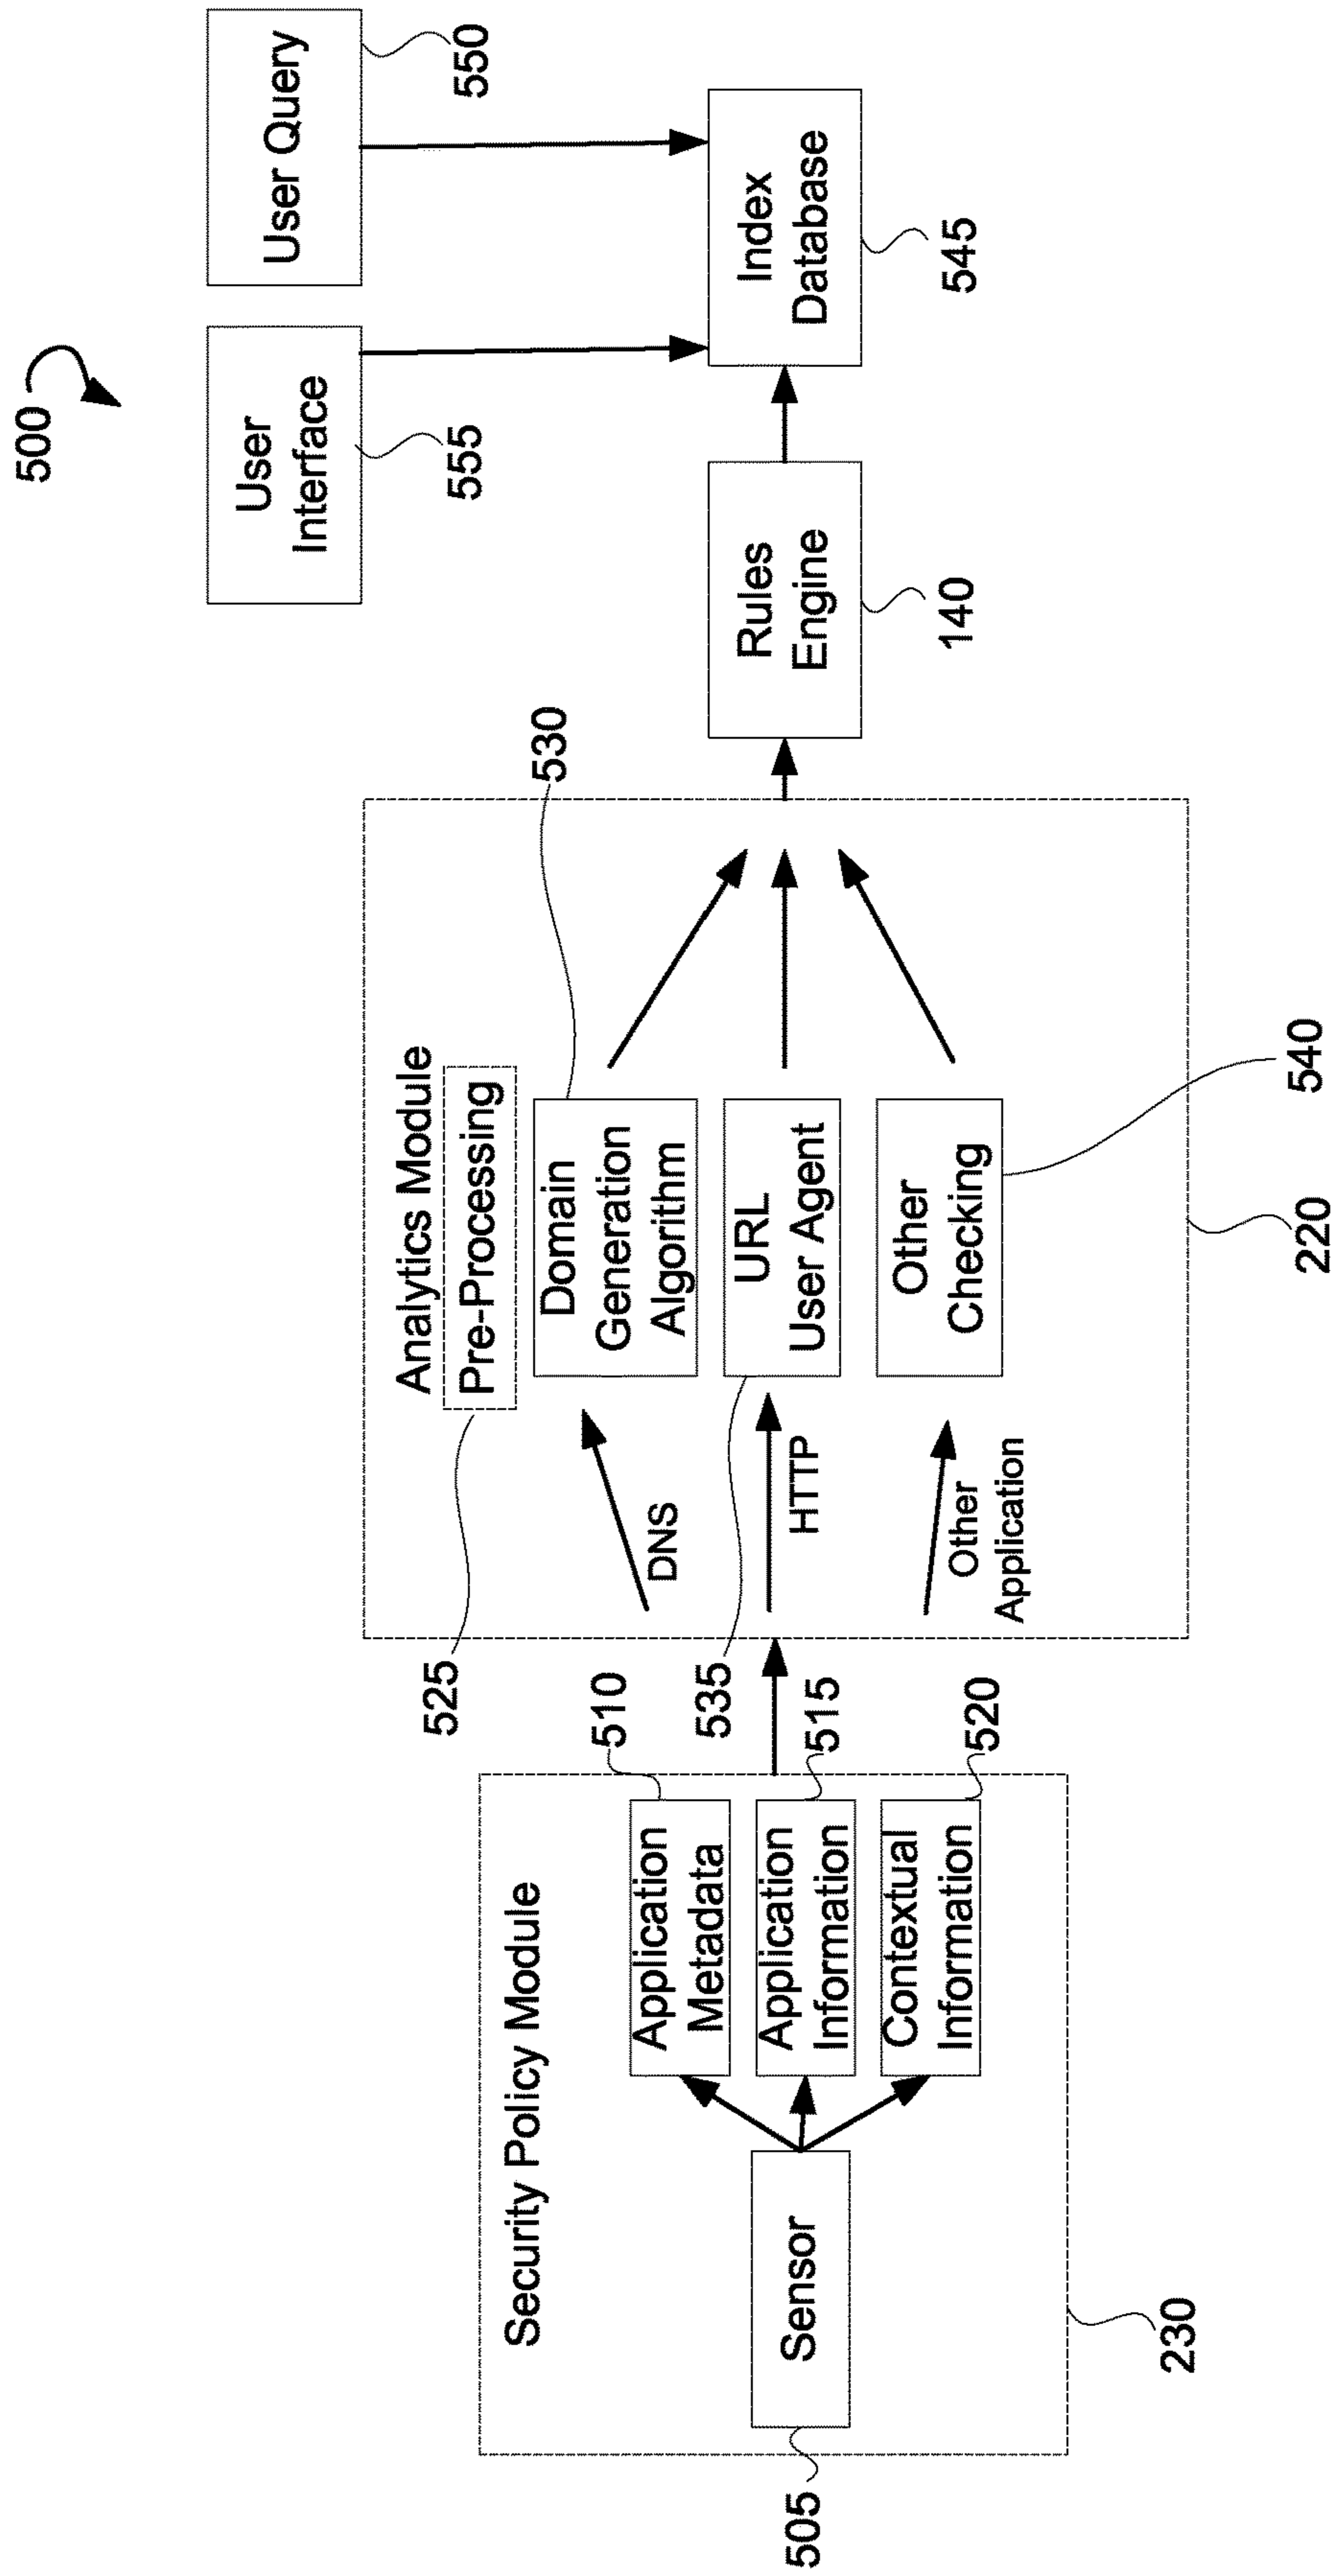 500
User
Interface
555
User Query
550
Security Policy Module
Sensor
505
Application
Metadata
510
Application
Information
515
Contextual
Information
520
230
Analytics Module
Pre-Processing
525
DNS
Domain
Generation
Algorithm
530
HTTP
URL
User Agent
535
Other
Application
Other
Checking
540
220
Rules
Engine
140
Index
Database
545